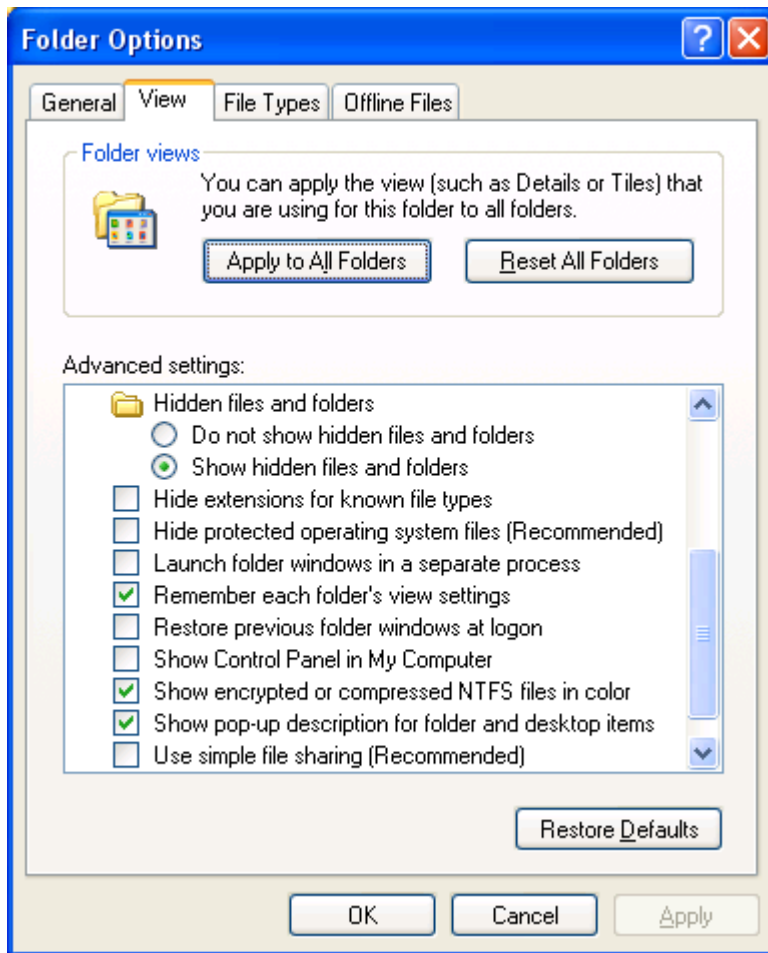 Folder Options
General View File Types Offline Files
Folder views
You can apply the view (such as Details or Tiles) that
you are using for this folder to all folders.
Apply to All Folders Reset All Folders
Advanced settings:
Hidden files and folders
Do not show hidden files and folders
Show hidden files and folders
Hide extensions for known file types
Hide protected operating system files (Recommended)
Launch folder windows in a separate process
Remember each folder's view settings
Restore previous folder windows at logon
Show Control Panel in My Computer
Show encrypted or compressed NTFS files in color
Show pop-up description for folder and desktop items
Use simple file sharing (Recommended)
Restore Defaults
OK Cancel Apply